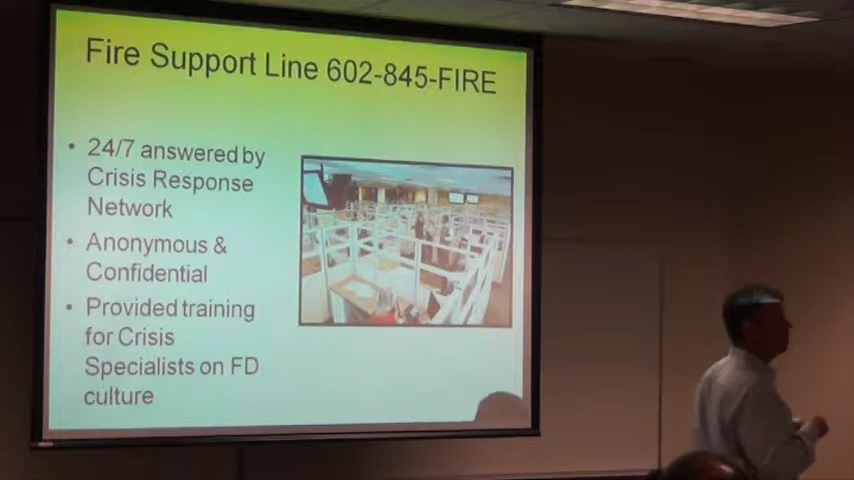 Fire Support Line 602-845-FIRE
• 24/7 answered by
Crisis Response
Network
• Anonymous &
Confidential
• Provided training
for Crisis
Specialists on FD
culture